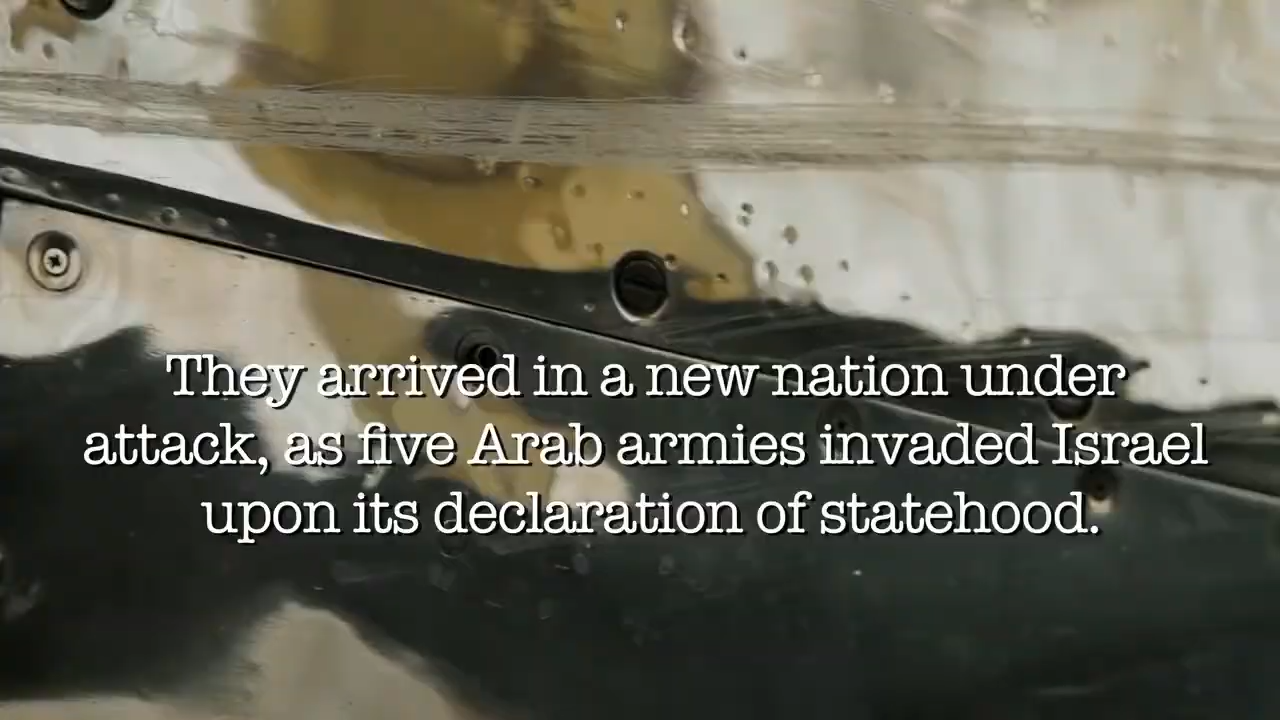 They arrived in a new nation under
attack, as five Arab armies invaded Israel
upon its declaration of statehood.